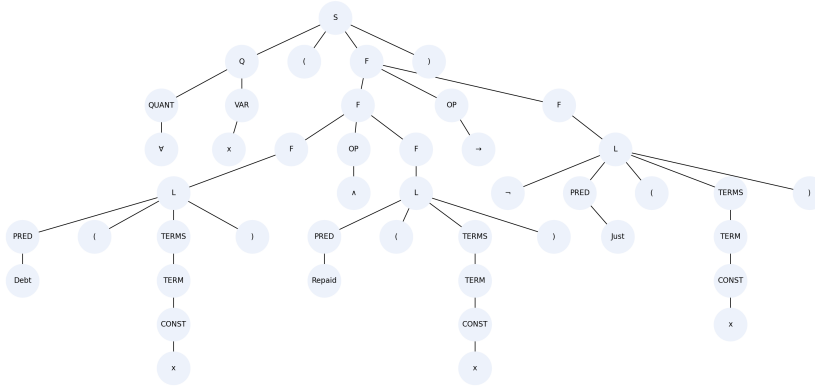 S
Q ( F )
QUANT VAR F OP F
∀ x F OP F → L
L ∧ L ¬ PRED ( TERMS )
PRED ( TERMS ) PRED ( TERMS ) Just TERM
Debt TERM Repaid TERM CONST
CONST CONST x
x x